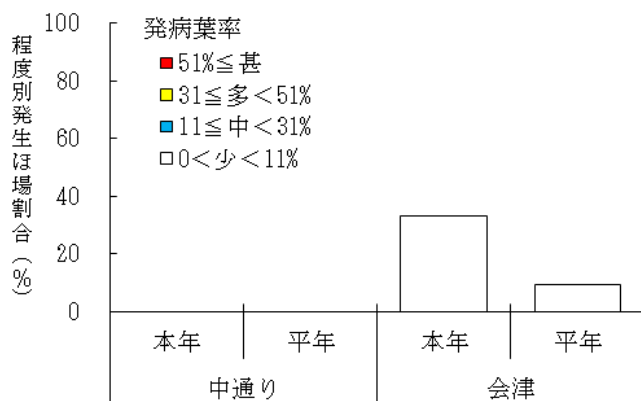 程度別発生ほ場割合（%）
100
80
60
40
20
0
発病葉率
51%≦甚
31≦多＜51%
11≦中＜31%
0＜少＜11%
本年 平年 本年 平年
中通り 会津